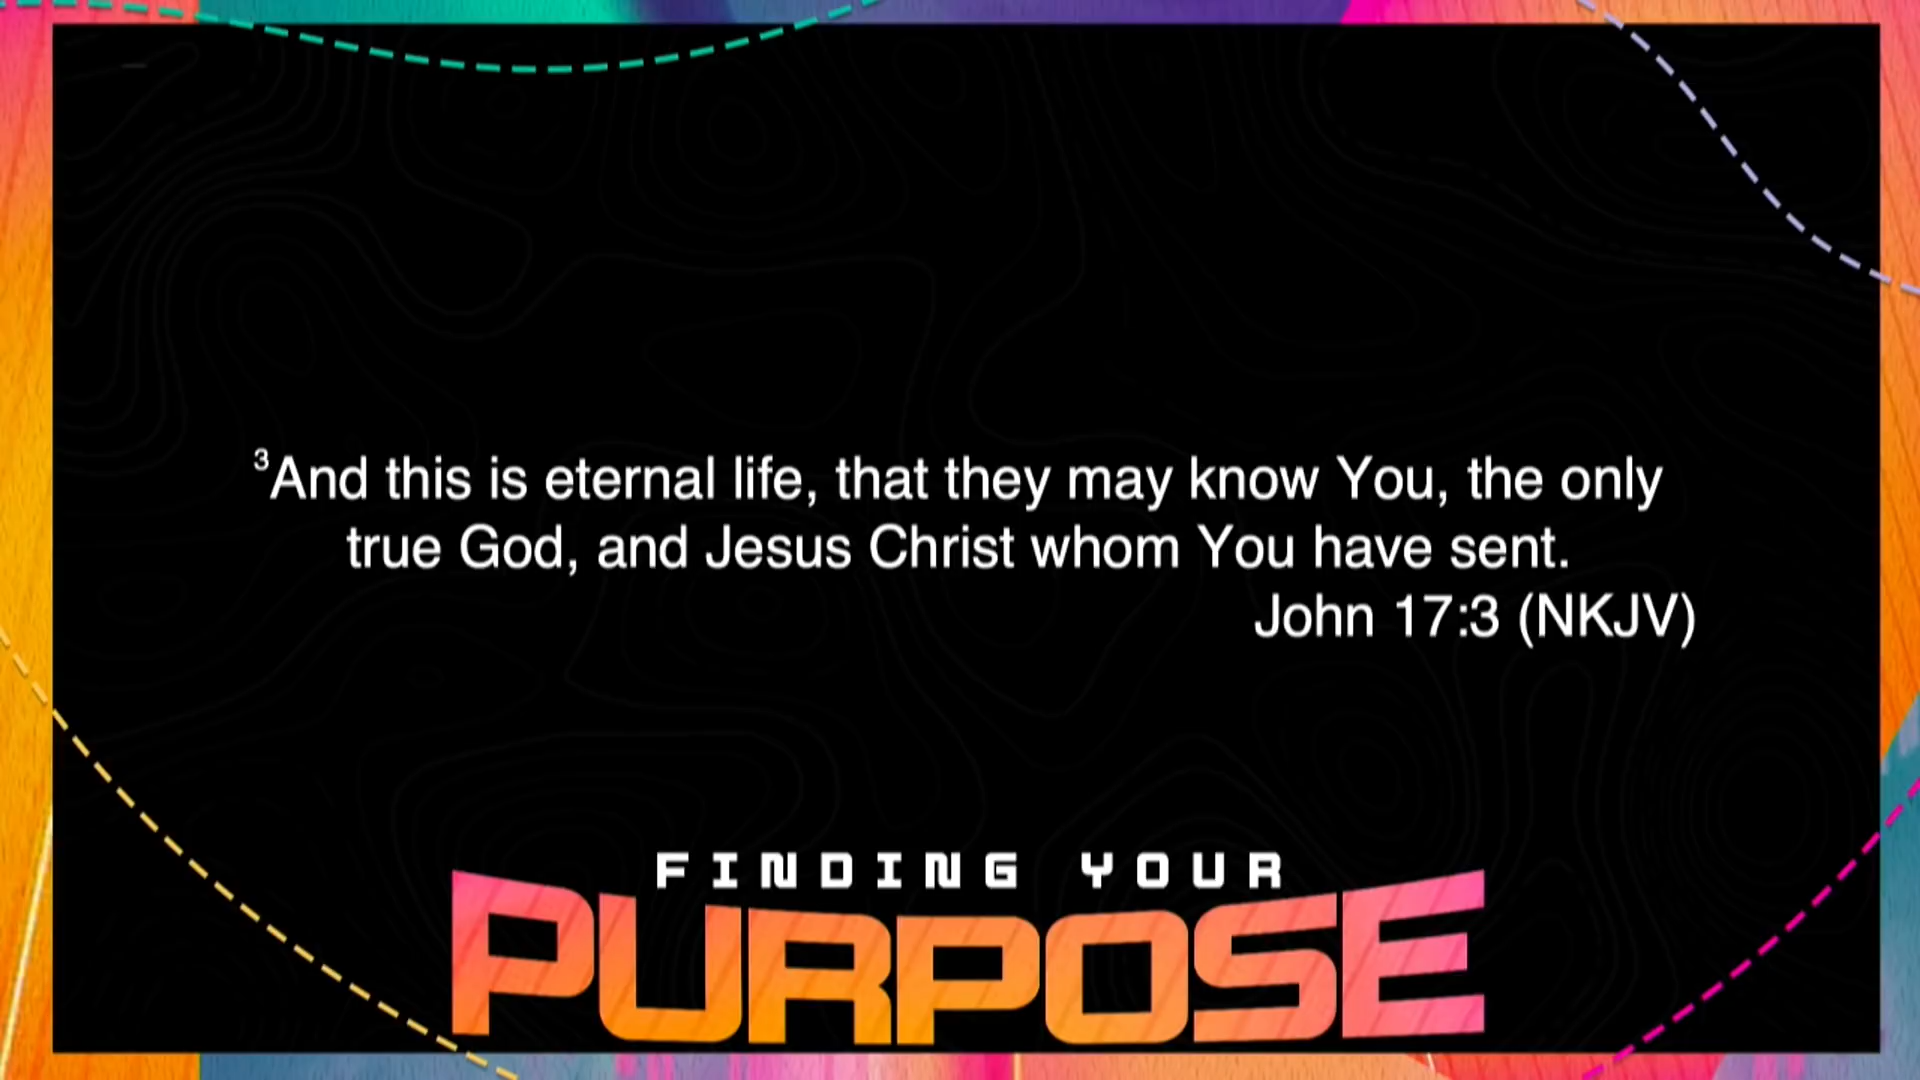 ³And this is eternal life, that they may know You, the only
true God, and Jesus Christ whom You have sent.
John 17:3 (NKJV)
FINDING YOUR
PURPOSE